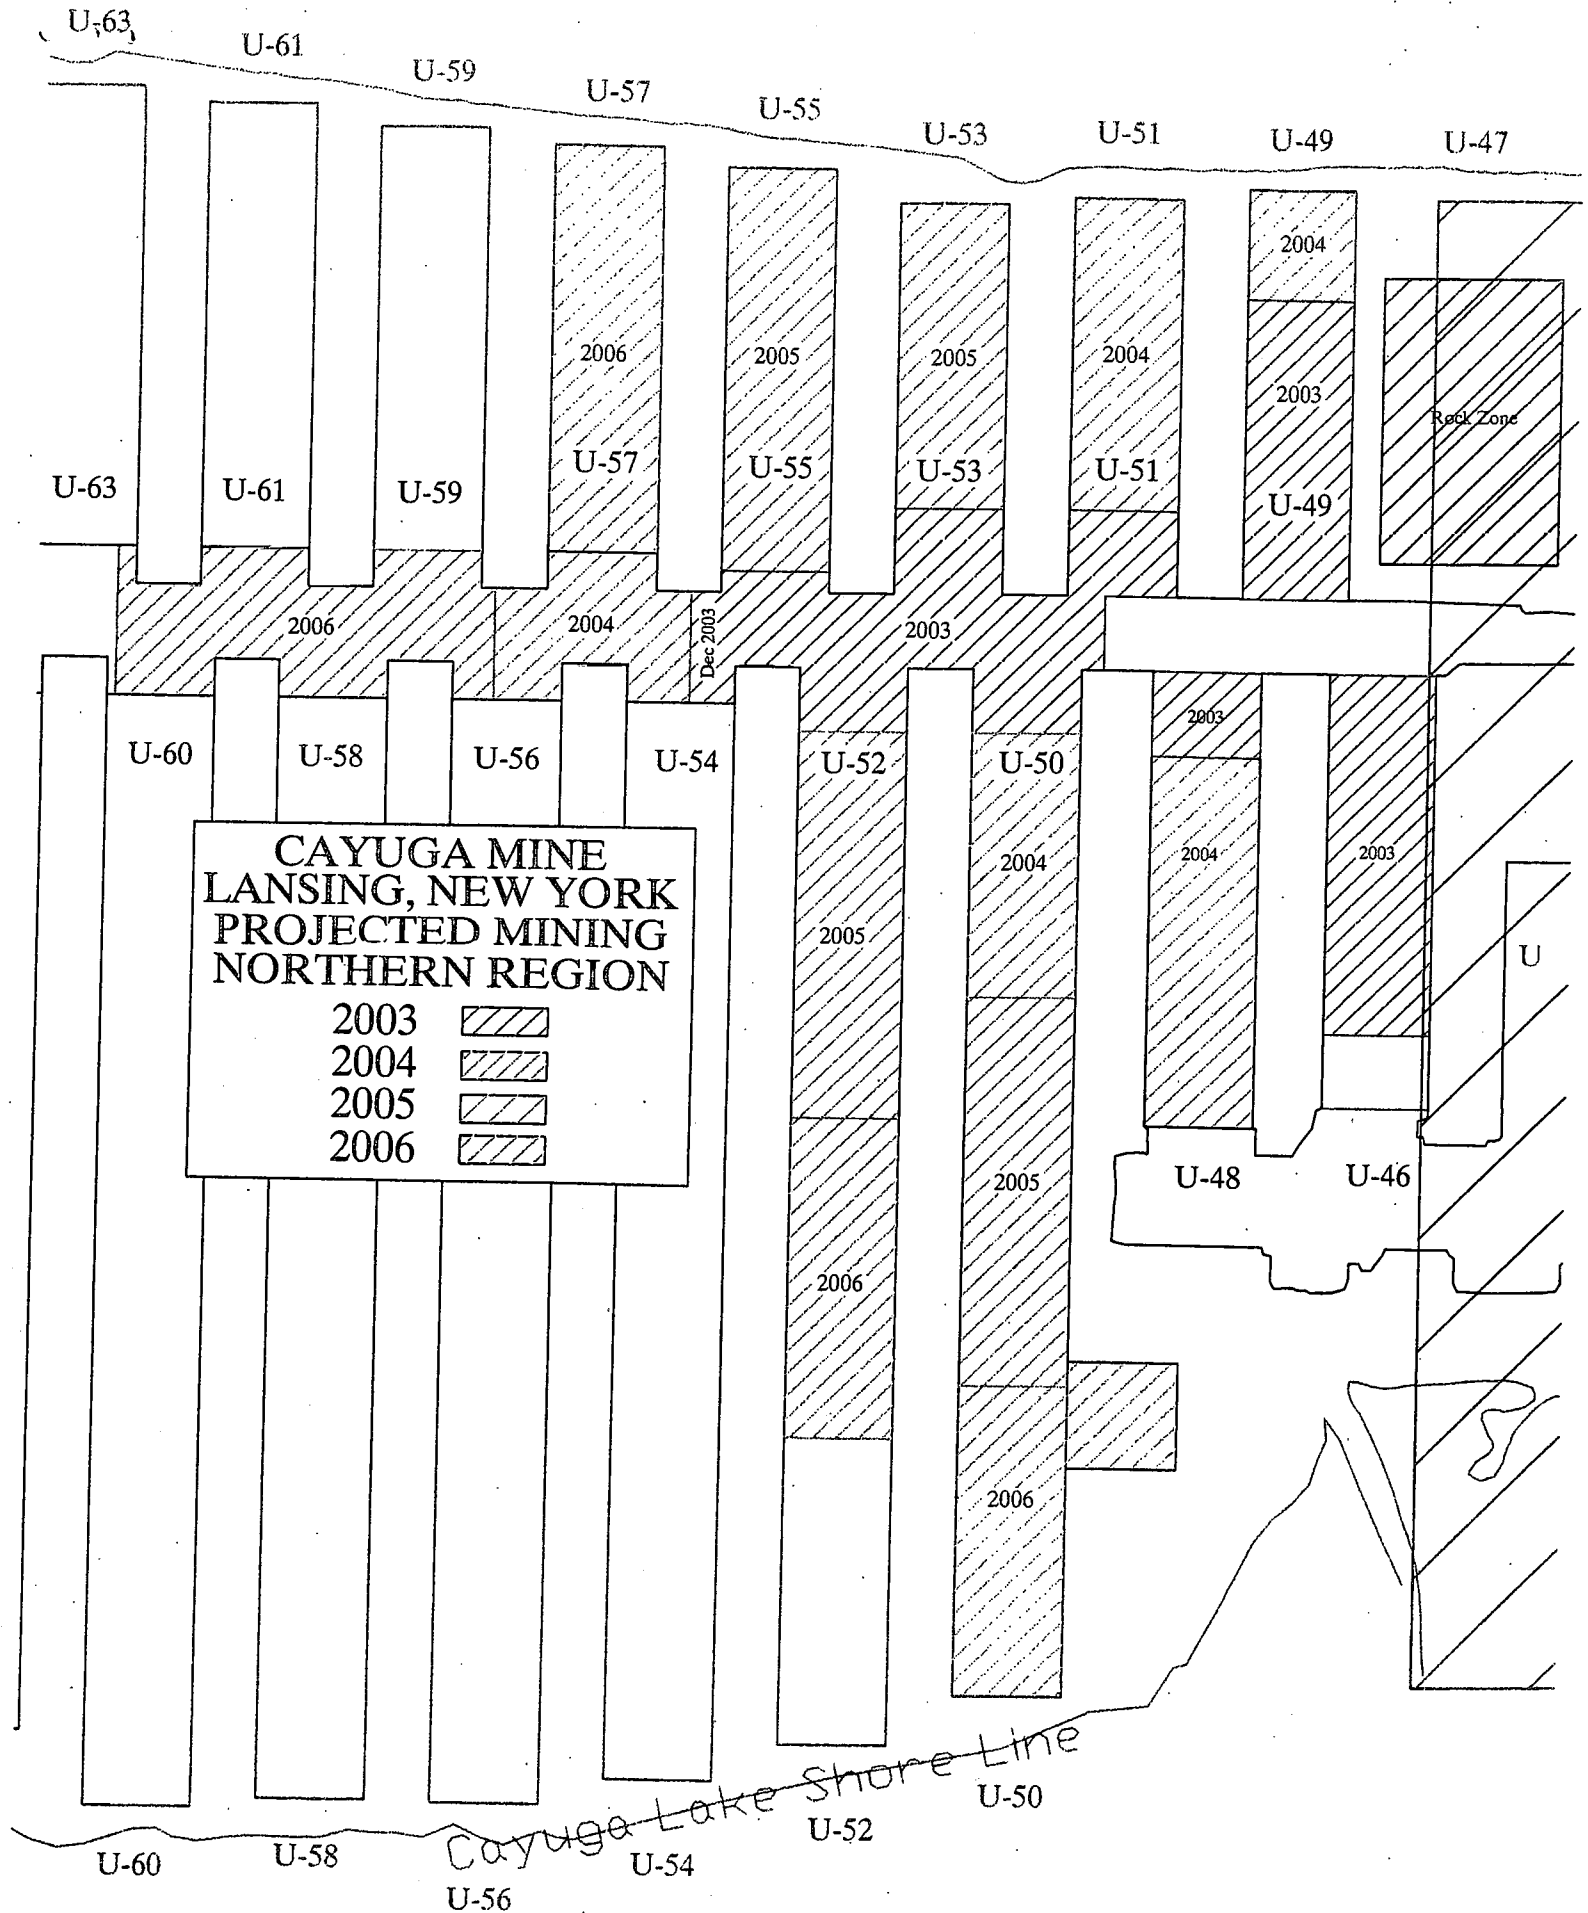 U-63
U-61
U-59
U-57
U-55
U-53
U-51
U-49
U-47
2004
2006
2005
2005
2004
2003
Rock Zone
U-63
U-61
U-59
U-57
U-55
U-53
U-51
U-49
2006
2004
Dec 2003
2003
2003
U-60
U-58
U-56
U-54
U-52
U-50
2004
2004
2003
CAYUGA MINE
LANSING, NEW YORK
PROJECTED MINING
NORTHERN REGION
2003
2004
2005
2006
2005
U
2005
U-48
U-46
2006
2006
Cayuga Lake Shore Line
U-50
U-52
U-60
U-58
U-54
U-56